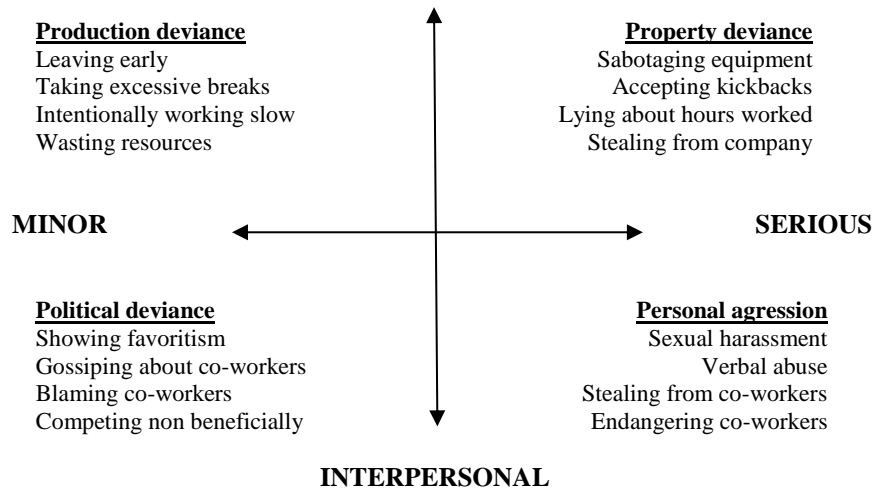 Production deviance
Leaving early
Taking excessive breaks
Intentionally working slow
Wasting resources
Property deviance
Sabotaging equipment
Accepting kickbacks
Lying about hours worked
Stealing from company
MINOR
SERIOUS
Political deviance
Showing favoritism
Gossiping about co-workers
Blaming co-workers
Competing non beneficially
Personal agression
Sexual harassment
Verbal abuse
Stealing from co-workers
Endangering co-workers
INTERPERSONAL